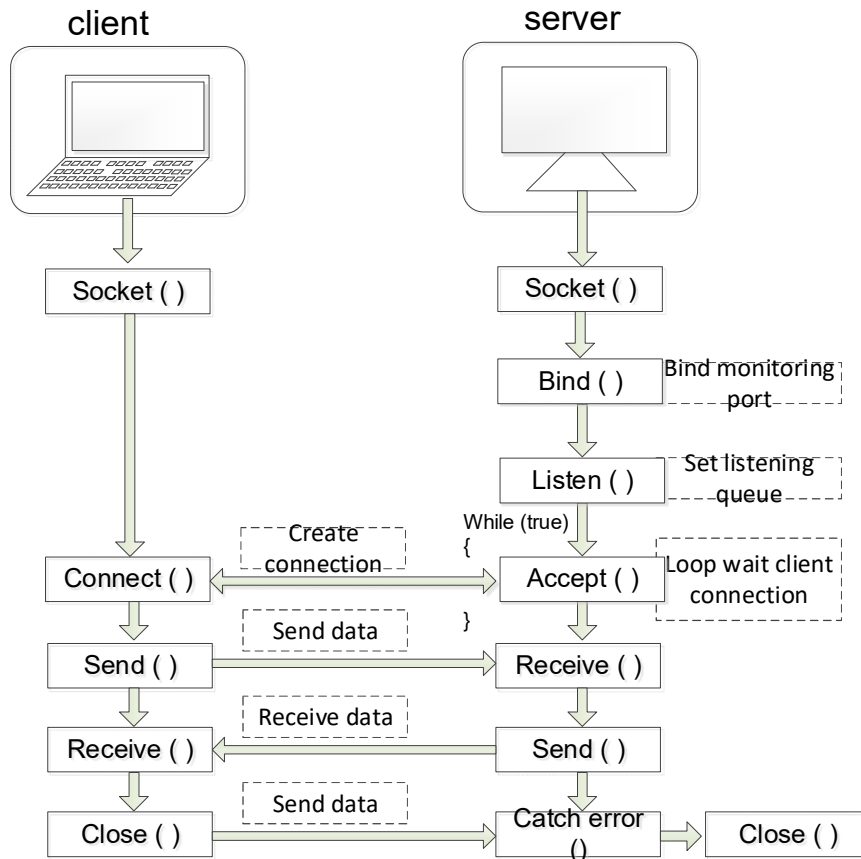 client
server
Socket ( )
Socket ( )
Bind ( )
Bind monitoring
port
Listen ( )
Set listening
queue
While (true)
{
Create
connection
Connect ( )
Accept ( )
Loop wait client
connection
}
Send data
Send ( )
Receive ( )
Receive data
Receive ( )
Send ( )
Send data
Close ( )
Catch error
()
Close ( )